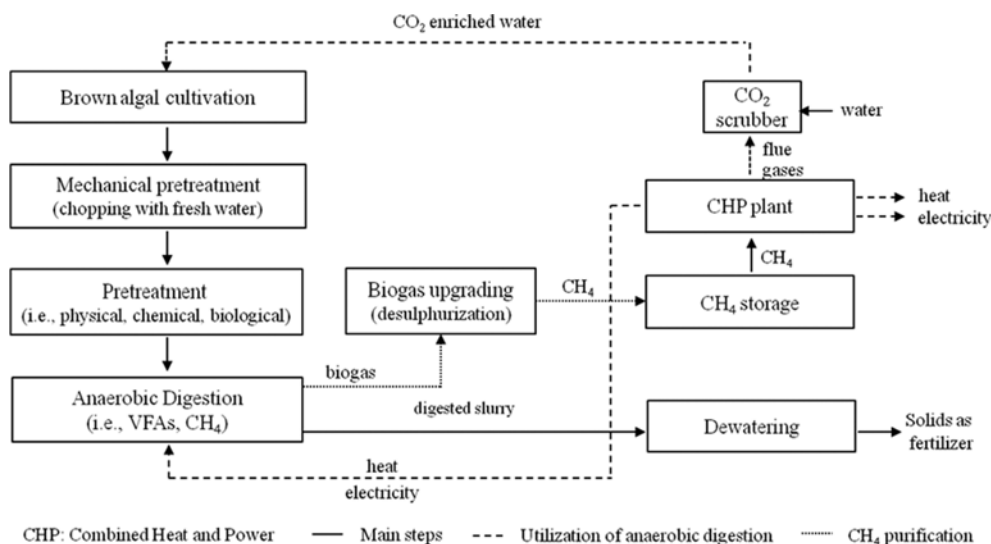 CO₂ enriched water
Brown algal cultivation
CO₂
scrubber
water
flue
gases
Mechanical pretreatment
(chopping with fresh water)
CHP plant
heat
electricity
CH₄
Pretreatment
(i.e., physical, chemical, biological)
Biogas upgrading
(desulphurization)
CH₄
CH₄ storage
biogas
Anaerobic Digestion
(i.e., VFAs, CH₄)
digested slurry
Dewatering
Solids as
fertilizer
heat
electricity
CHP: Combined Heat and Power Main steps Utilization of anaerobic digestion CH₄ purification